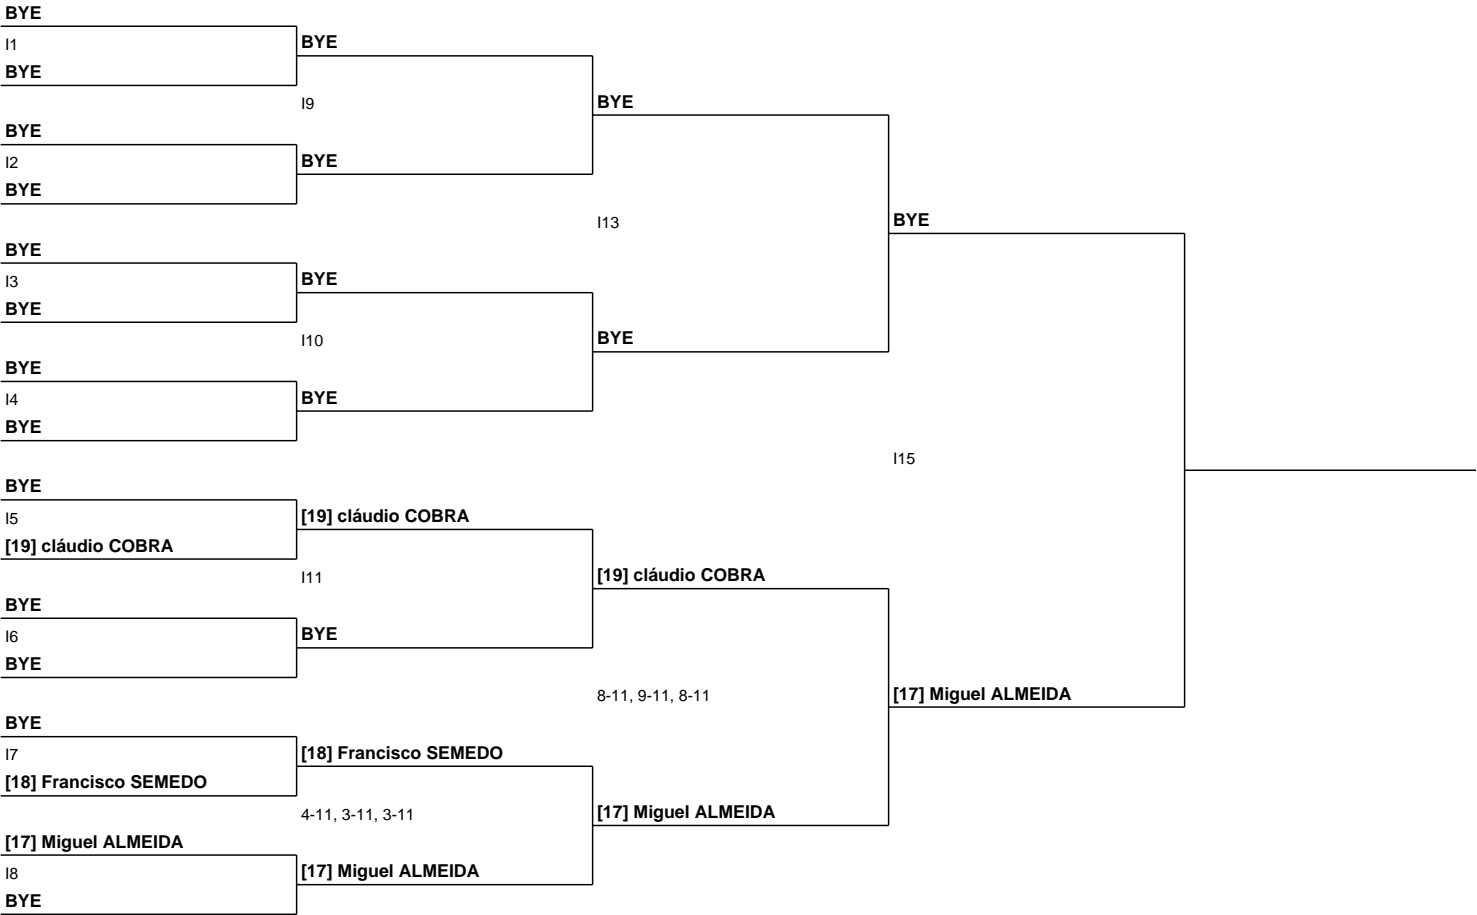 BYE
I1
BYE
BYE
I9
BYE
BYE
I2
BYE
BYE
I13
BYE
BYE
I3
BYE
BYE
I10
BYE
BYE
I4
BYE
BYE
I15
BYE
I5
[19] cláudio COBRA
[19] cláudio COBRA
I11
[19] cláudio COBRA
BYE
I6
BYE
BYE
8-11, 9-11, 8-11
[17] Miguel ALMEIDA
BYE
I7
[18] Francisco SEMEDO
[18] Francisco SEMEDO
4-11, 3-11, 3-11
[17] Miguel ALMEIDA
[17] Miguel ALMEIDA
I8
[17] Miguel ALMEIDA
BYE